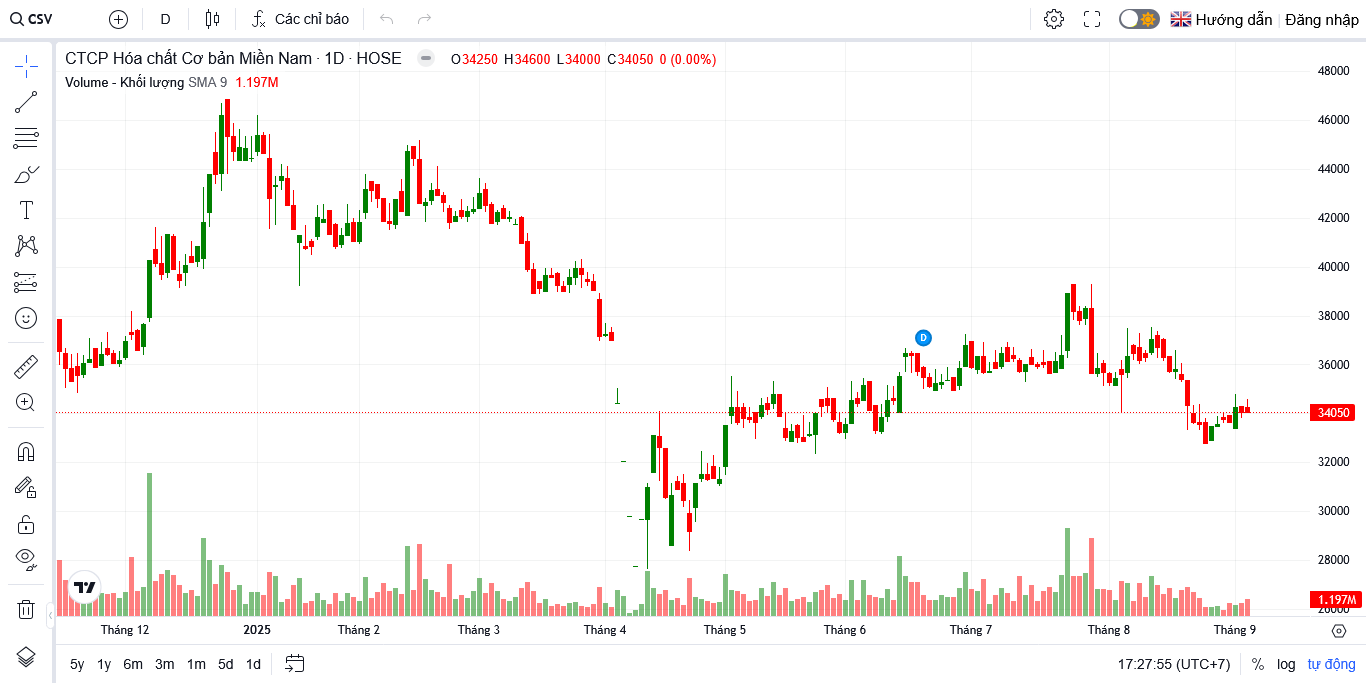 CSV D Các chỉ báo Hướng dẫn Đăng nhập
CTCP Hóa chất Cơ bản Miền Nam · 1D · HOSE O34250 H34600 L34000 C34050 0 (0.00%)
Volume - Khối lượng SMA 9 1.197M
48000
46000
44000
42000
40000
38000
D
36000
34050
32000
30000
28000
1.197M
Tháng 12 2025 Tháng 2 Tháng 3 Tháng 4 Tháng 5 Tháng 6 Tháng 7 Tháng 8 Tháng 9
5y 1y 6m 3m 1m 5d 1d 17:27:55 (UTC+7) % log tự động